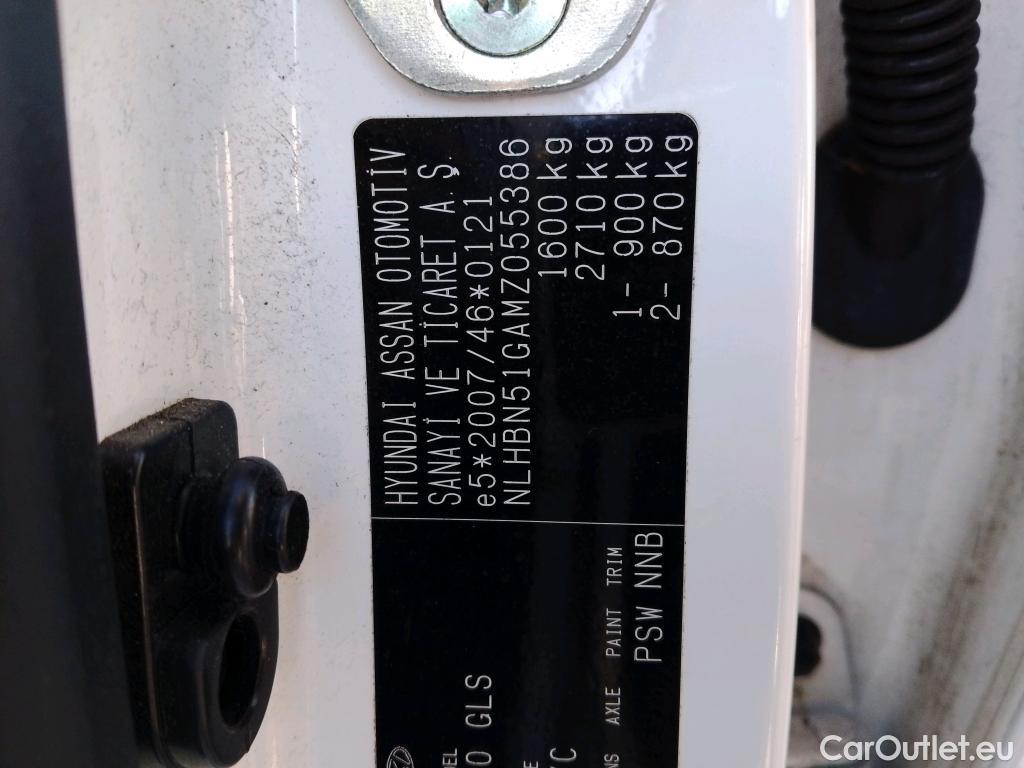 HYUNDAI ASSAN OTOMOTİV
SANAYİ VE TİCARET A.Ş.
e5*2007/46*0121
NLHBN51GAMZ055386
1600 kg
2710 kg
1- 900 kg
2- 870 kg
0 GLS
AXLE PAINT TRIM
PSW NNB
CarOutlet.eu